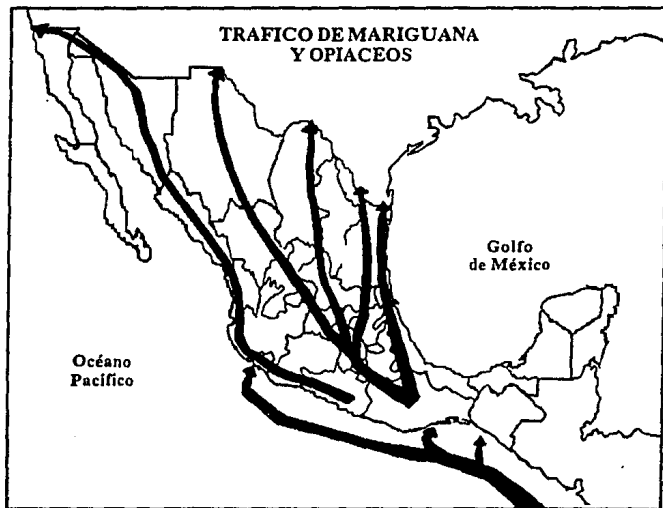 TRAFICO DE MARIGUANA
Y OPIACEOS
Golfo
de México
Océano
Pacífico